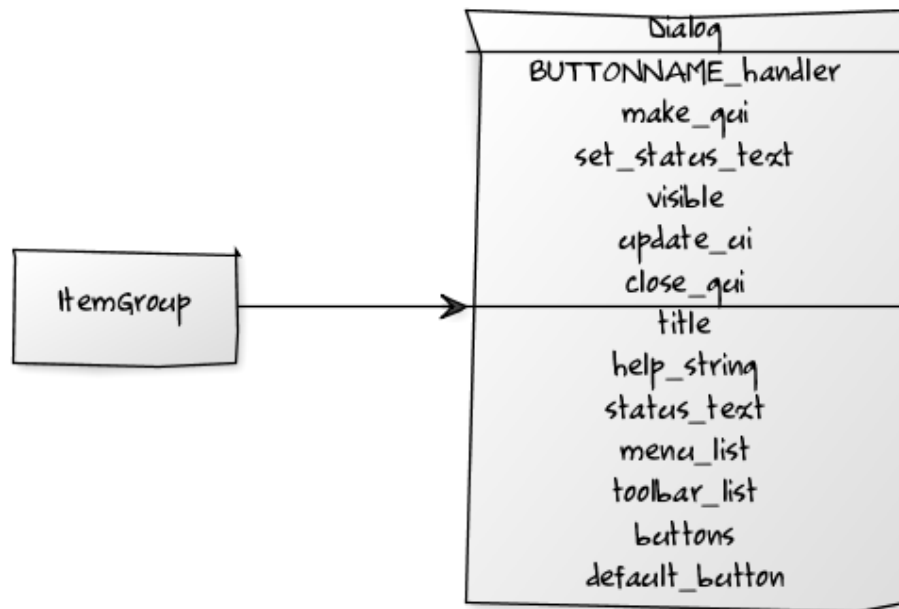 Dialog
BUTTONNAME_handler
make_gui
set_status_text
visible
update_ui
close_gui
ItemGroup
title
help_string
status_text
menu_list
toolbar_list
buttons
default_button